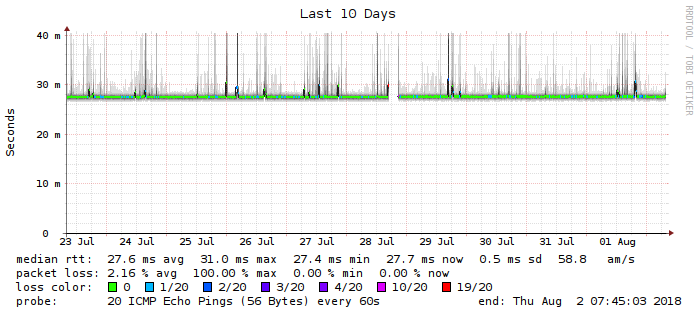 Last 10 Days
RRDTOOL / TOBI OETIKER
Seconds
40 m
30 m
20 m
10 m
0
23 Jul 24 Jul 25 Jul 26 Jul 27 Jul 28 Jul 29 Jul 30 Jul 31 Jul 01 Aug
median rtt: 27.6 ms avg 31.0 ms max 27.4 ms min 27.7 ms now 0.5 ms sd 58.8 am/s
packet loss: 2.16 % avg 100.00 % max 0.00 % min 0.00 % now
loss color: 0 1/20 2/20 3/20 4/20 10/20 19/20
probe: 20 ICMP Echo Pings (56 Bytes) every 60s end: Thu Aug 2 07:45:03 2018